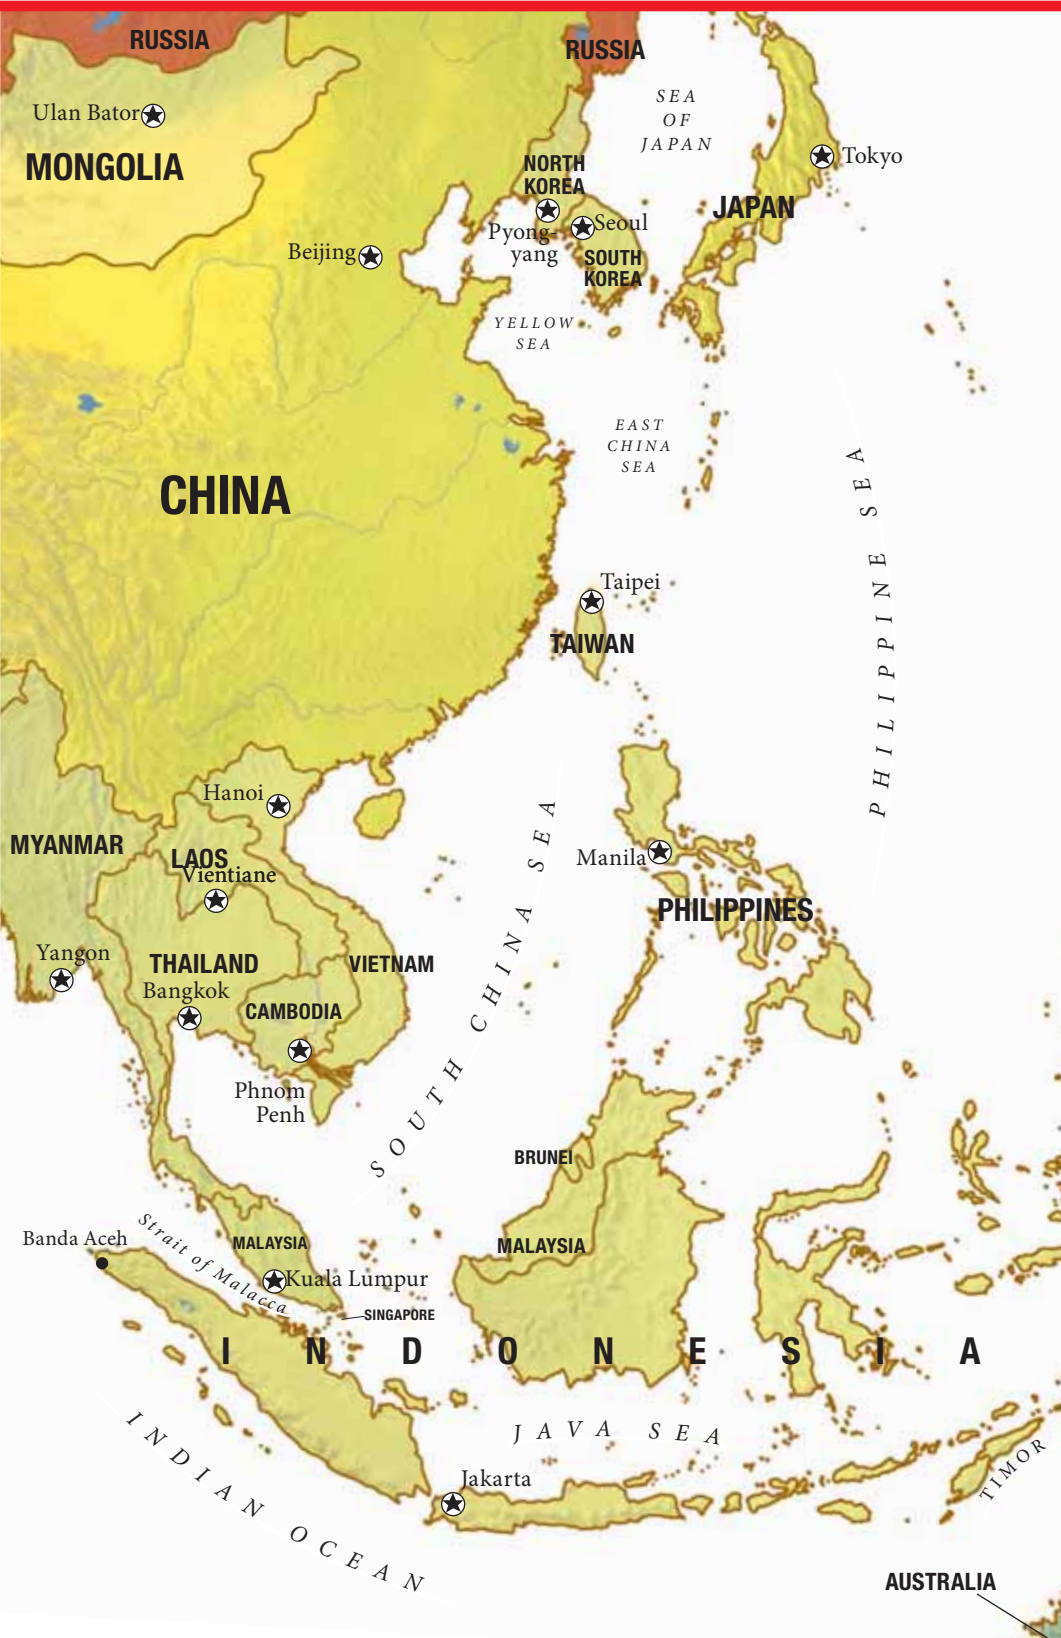 RUSSIA
RUSSIA
Ulan Bator
MONGOLIA
SEA
OF
JAPAN
Tokyo
NORTH
KOREA
JAPAN
Pyong-
yang
Seoul
SOUTH
KOREA
Beijing
YELLOW
SEA
EAST
CHINA
SEA
CHINA
PHILIPPINE SEA
Taipei
TAIWAN
Hanoi
MYANMAR
LAOS
Vientiane
SOUTH CHINA SEA
Manila
PHILIPPINES
Yangon
THAILAND
Bangkok
VIETNAM
CAMBODIA
Phnom
Penh
BRUNEI
Banda Aceh
Strait of Malacca
MALAYSIA
MALAYSIA
Kuala Lumpur
SINGAPORE
INDONESIA
JAVA SEA
INDIAN OCEAN
Jakarta
TIMOR
AUSTRALIA